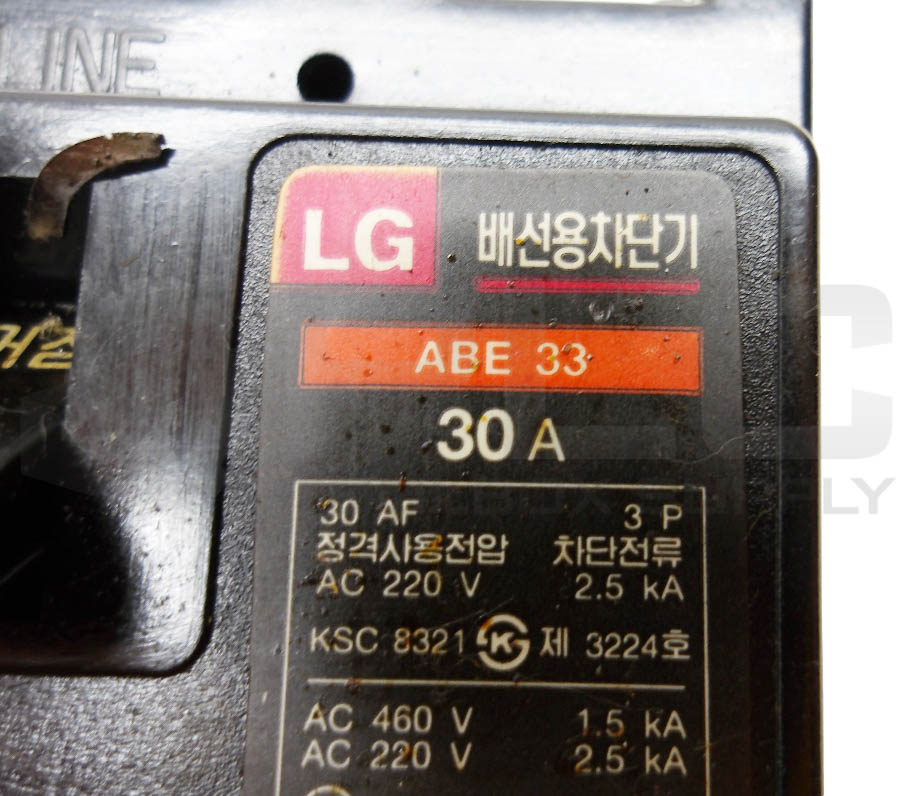 LINE
LG 배선용차단기
ABE 33
30 A
30 AF 3 P
정격사용전압 차단전류
AC 220 V 2.5 kA
KSC 8321 K 제 3224호
AC 460 V 1.5 kA
AC 220 V 2.5 kA